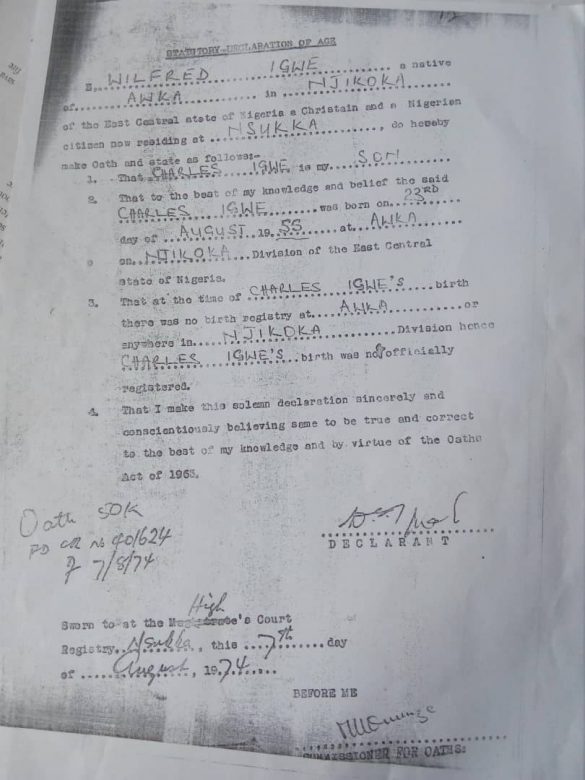 12
STATUTORY DECLARATION OF AGE
I, WILFRED IGWE a native
of AWKA in NJIKOKA
of the East Central state of Nigeria a Christain and a Nigerian
citizen now residing at NSUKKA, do hereby
make Oath and state as follows:-
1. That CHARLES IGWE is my SON
2. That to the best of my knowledge and belief the said
CHARLES IGWE was born on 23RD
day of AUGUST 1955 at AWKA
on NJIKOKA Division of the East Central
state of Nigeria.
3. That at the time of CHARLES IGWE'S birth
there was no birth registry at AWKA or
anywhere in NJIKOKA Division hence
CHARLES IGWE'S birth was not officially
registered.
4. That I make this solemn declaration sincerely and
conscientiously believing same to be true and correct
to the best of my knowledge and by virtue of the Oaths
Act of 1963.
Oath 50K
CR No 40/624
7/8/74
DECLARANT
High
Sworn to at the Magistrate's Court
Registry Nsukka, this 7th day
of August, 1974
BEFORE ME
COMMISSIONER FOR OATHS: